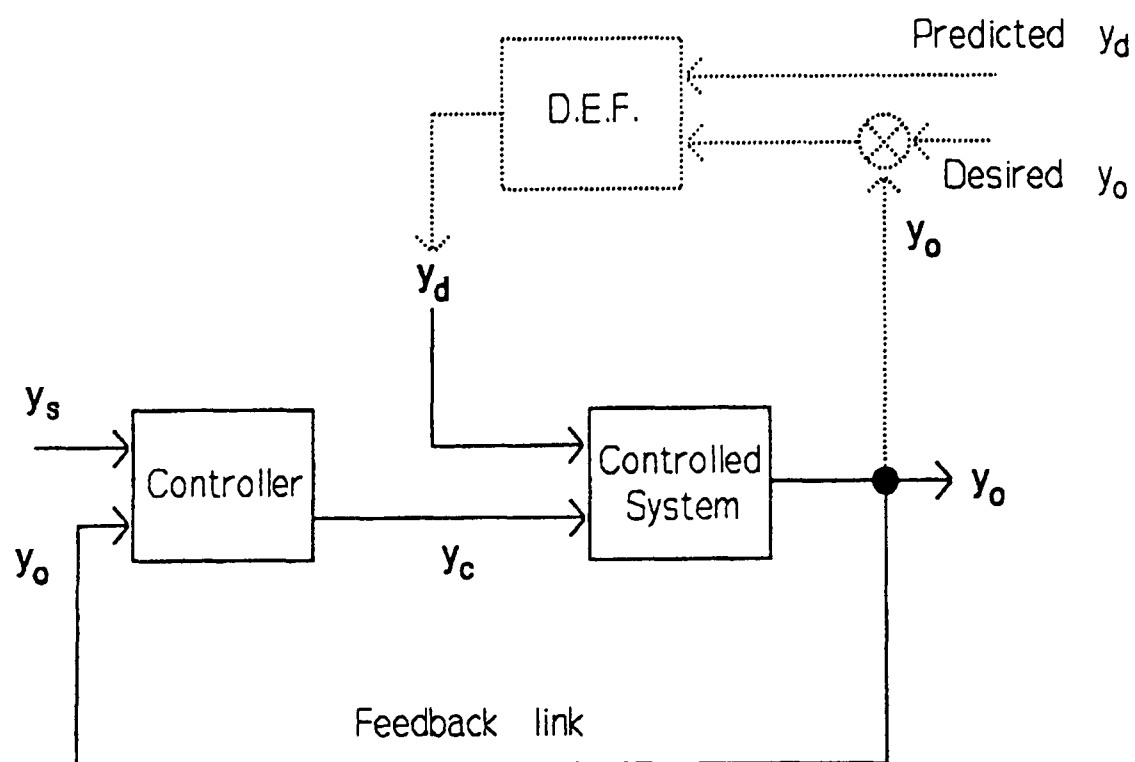 Predicted y_d
D.E.F.
Desired y_o
y_o
y_d
y_s
Controller
Controlled
System
y_o
y_o
y_c
Feedback link